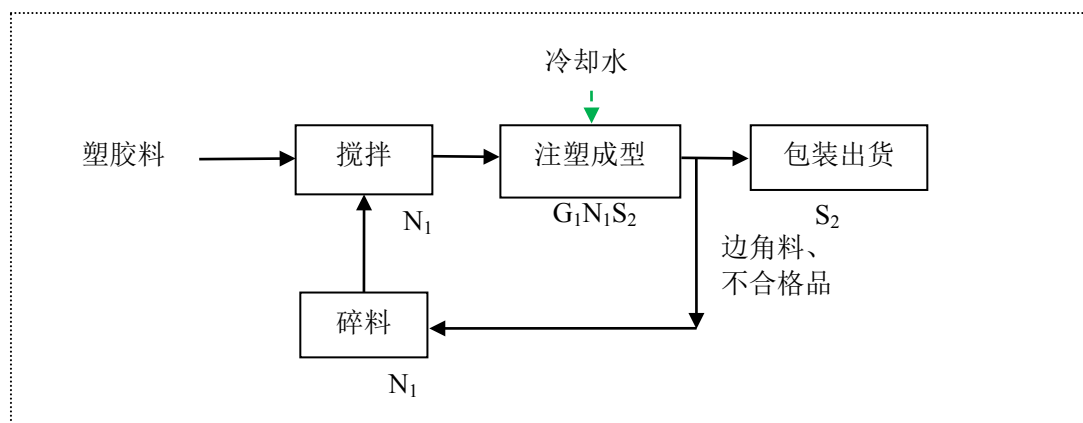 冷却水
塑胶料
搅拌
注塑成型
包装出货
N₁
G₁N₁S₂
S₂
边角料、
不合格品
碎料
N₁